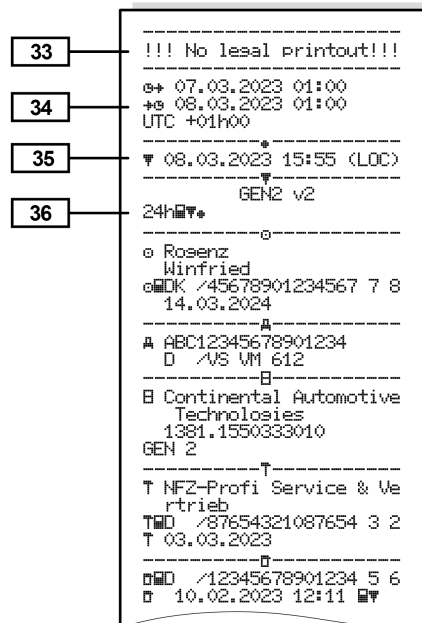 33
!!! No legal printout!!!
07.03.2023 01:00
34
08.03.2023 01:00
UTC +01h00
35
▼ 08.03.2023 15:55 (LOC)
GEN2 v2
36
24h
Rogenz
Winfried
DK /45678901234567 7 8
14.03.2024
ABC12345678901234
D /VS VM 612
Continental Automotive
Technologies
1381.1550333010
GEN 2
T NFZ-Profi Service & Ve
rtrieb
T D /87654321087654 3 2
T 03.03.2023
D /12345678901234 5 6
10.02.2023 12:11